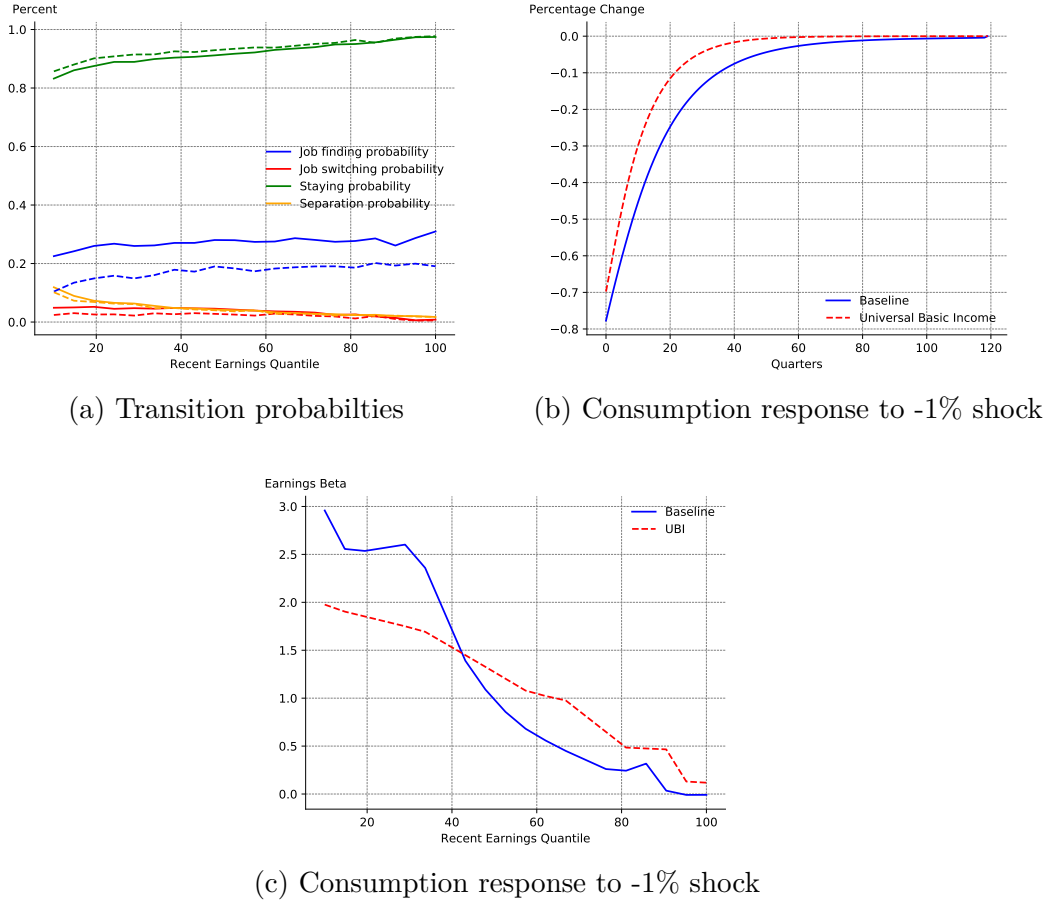 Percent
1.0
0.8
0.6
0.4
0.2
0.0
Job finding probability
Job switching probability
Staying probability
Separation probability
20 40 60 80 100
Recent Earnings Quantile
(a) Transition probabilties
Percentage Change
0.0
−0.1
−0.2
−0.3
−0.4
−0.5
−0.6
−0.7
−0.8
Baseline
Universal Basic Income
0 20 40 60 80 100 120
Quarters
(b) Consumption response to -1% shock
Earnings Beta
3.0
2.5
2.0
1.5
1.0
0.5
0.0
Baseline
UBI
20 40 60 80 100
Recent Earnings Quantile
(c) Consumption response to -1% shock